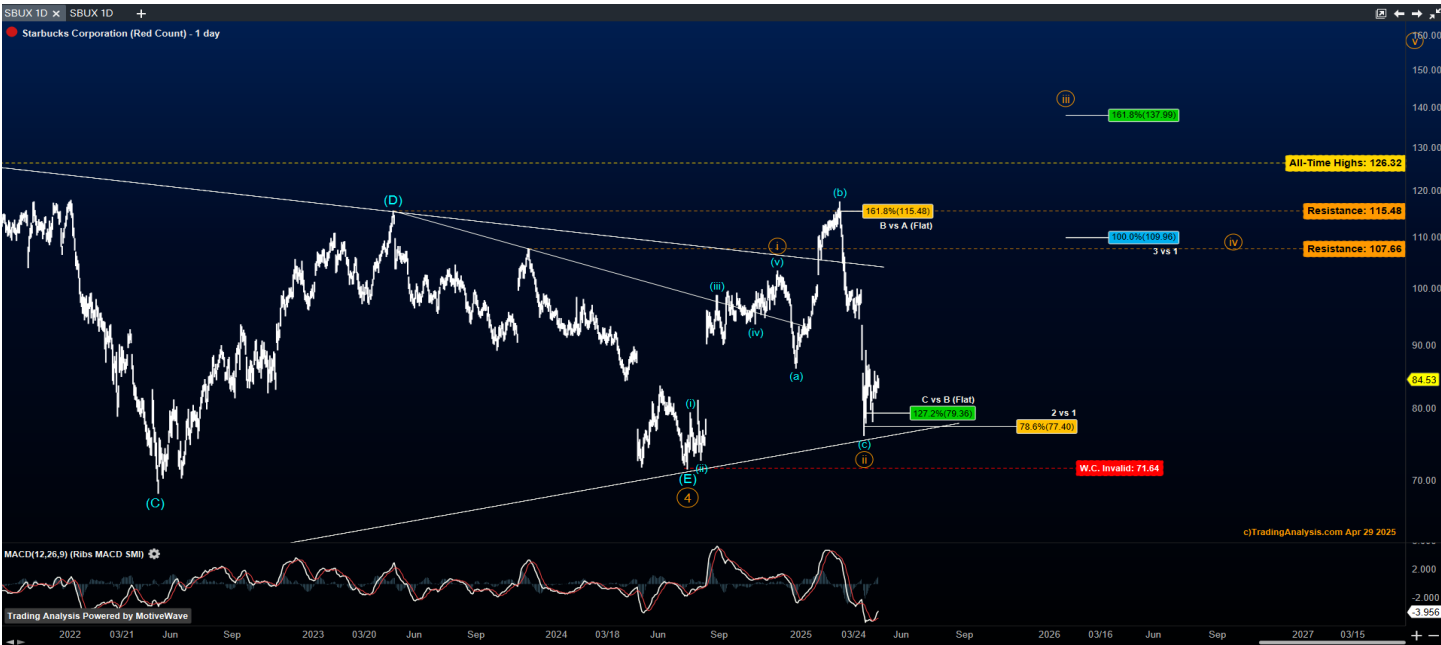 SBUX 1D × SBUX 1D +
Starbucks Corporation (Red Count) - 1 day
160.00
v
150.00
iii
140.00
161.8%(137.99)
130.00
All-Time Highs: 126.32
120.00
(D)
(b)
161.8%(115.48)
Resistance: 115.48
B vs A (Flat)
110.00
i
100.0%(109.96)
iv
Resistance: 107.66
3 vs 1
(v)
(iii)
100.00
(iv)
90.00
(a)
84.53
C vs B (Flat)
80.00
127.2%(79.36)
2 vs 1
(i)
78.6%(77.40)
(c)
ii
(ii)
W.C. Invalid: 71.64
70.00
(E)
(C)
4
c)TradingAnalysis.com Apr 29 2025
MACD(12,26,9) (Ribs MACD SMI)
2.000
-2.000
-3.956
Trading Analysis Powered by MotiveWave
2022 03/21 Jun Sep 2023 03/20 Jun Sep 2024 03/18 Jun Sep 2025 03/24 Jun Sep 2026 03/16 Jun Sep 2027 03/15